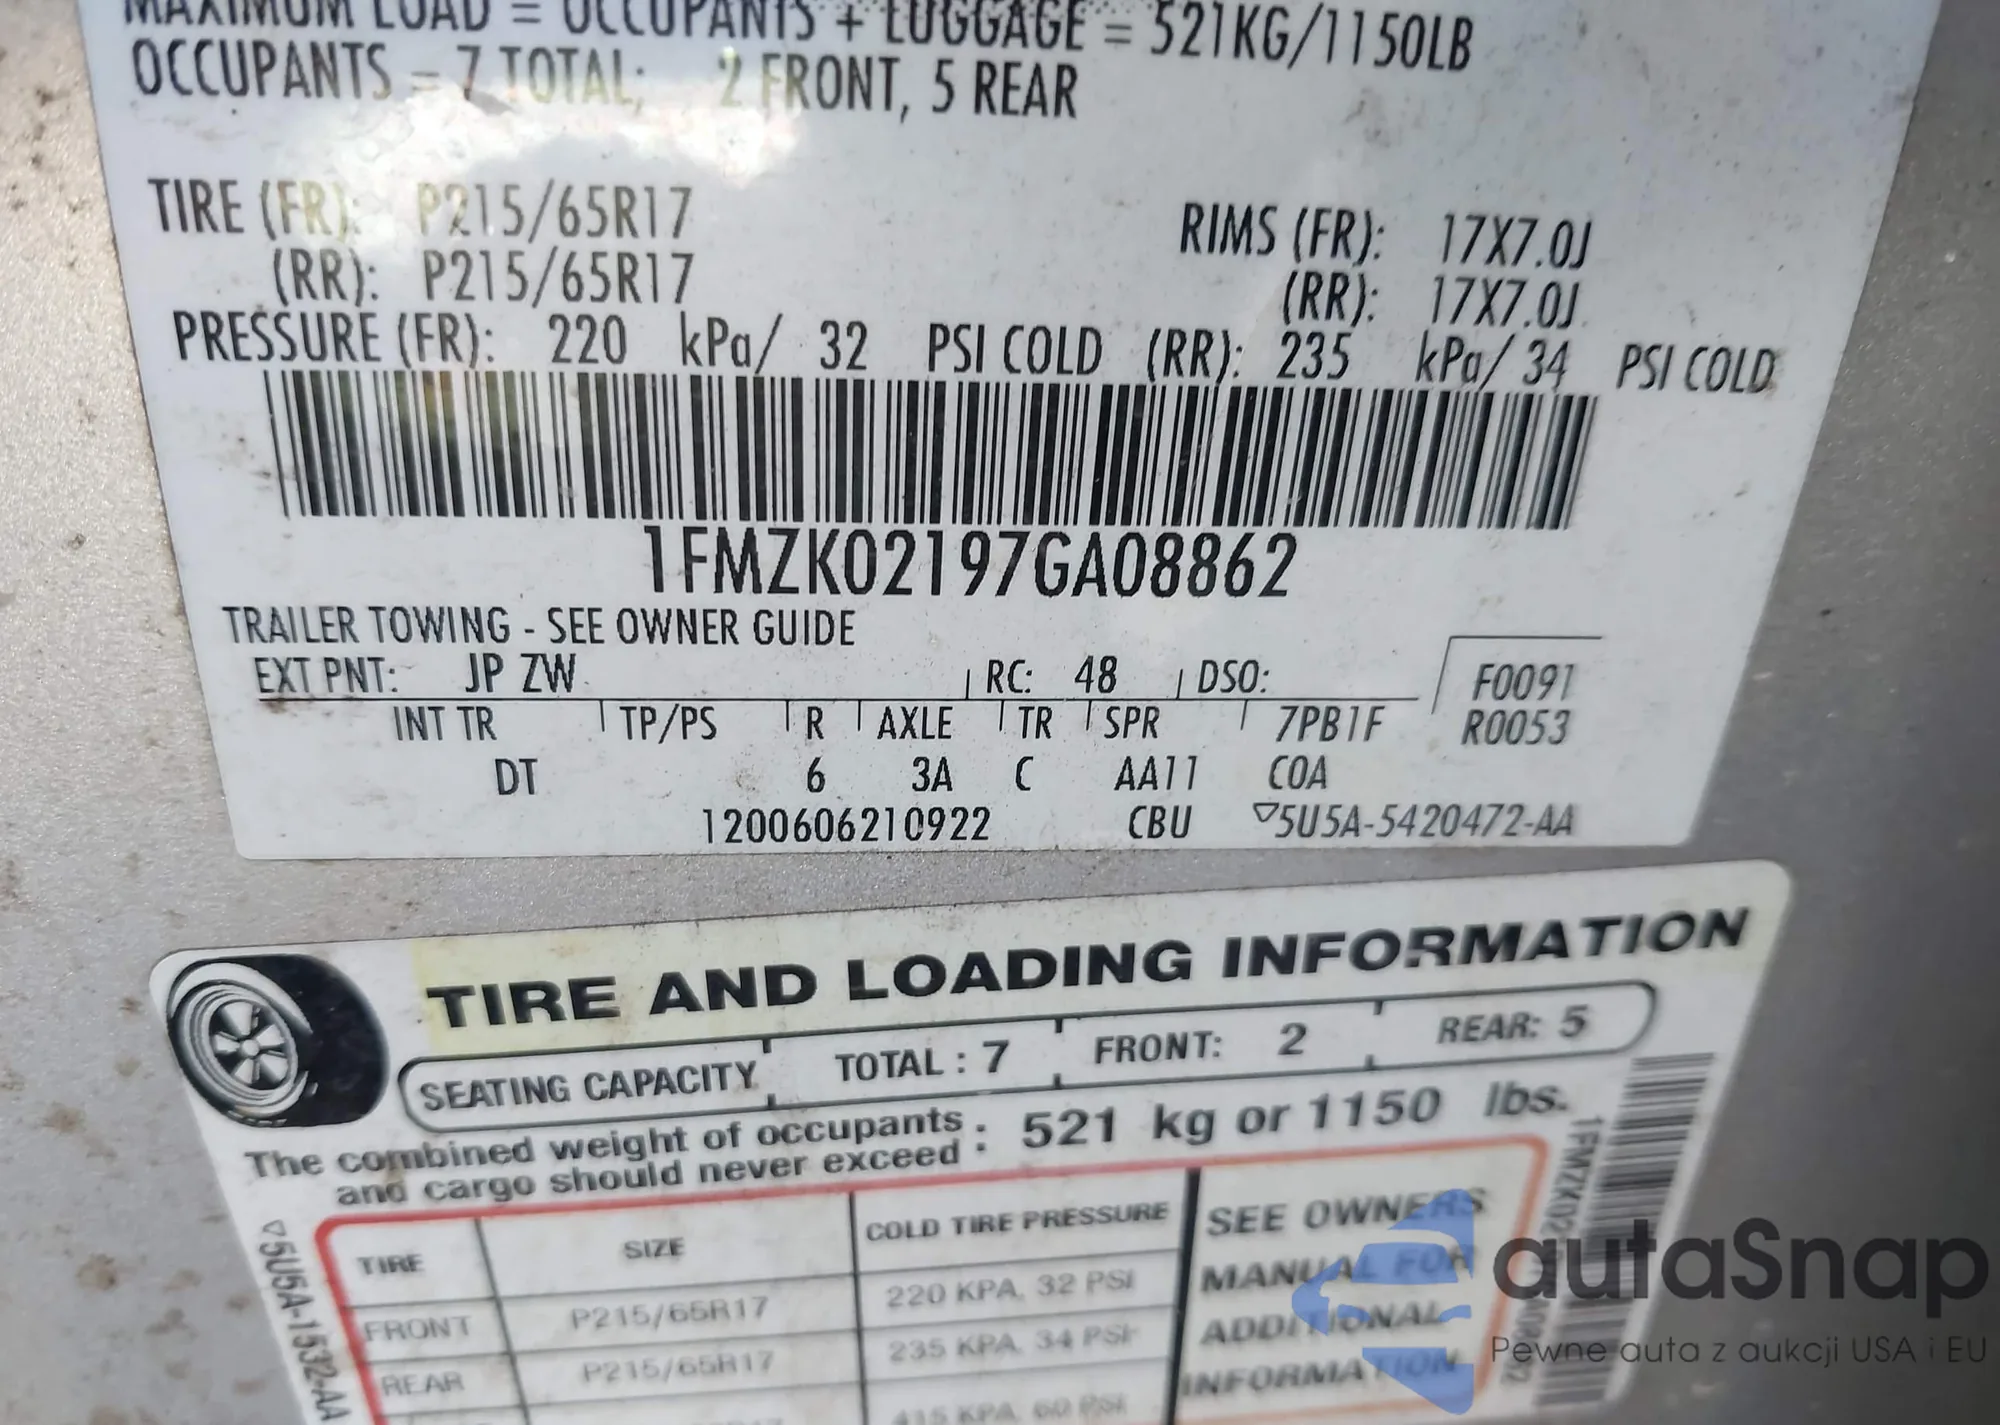 MAXIMUM LOAD = OCCUPANTS + LUGGAGE = 521KG/1150LB
OCCUPANTS = 7 TOTAL; 2 FRONT, 5 REAR
TIRE (FR): P215/65R17 RIMS (FR): 17X7.0J
(RR): P215/65R17 (RR): 17X7.0J
PRESSURE (FR): 220 kPa/ 32 PSI COLD (RR): 235 kPa/ 34 PSI COLD
1FMZK02197GA08862
TRAILER TOWING - SEE OWNER GUIDE
EXT PNT: JP ZW RC: 48 DSO: F0091
INT TR TP/PS R AXLE TR SPR 7PB1F R0053
DT 6 3A C AA11 COA
1200606210922 CBU ▽5U5A-5420472-AA
TIRE AND LOADING INFORMATION
SEATING CAPACITY TOTAL : 7 FRONT: 2 REAR: 5
The combined weight of occupants
and cargo should never exceed : 521 kg or 1150 lbs.
TIRE SIZE COLD TIRE PRESSURE
FRONT P215/65R17 220 KPA, 32 PSI
REAR P215/65R17 235 KPA, 34 PSI
415 KPA, 60 PSI
SEE OWNERS
MANUAL FOR
ADDITIONAL
INFORMATION
▽5U5A-1532-AA
autaSnap
Pewne auta z aukcji USA i EU